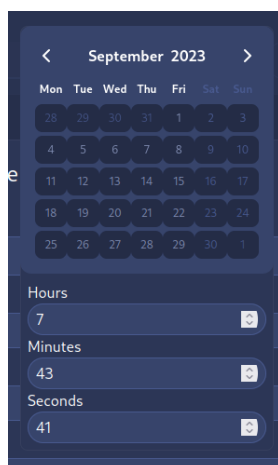 September 2023
Mon Tue Wed Thu Fri Sat Sun
28 29 30 31 1 2 3
4 5 6 7 8 9 10
11 12 13 14 15 16 17
18 19 20 21 22 23 24
25 26 27 28 29 30 1
e
Hours
7
Minutes
43
Seconds
41